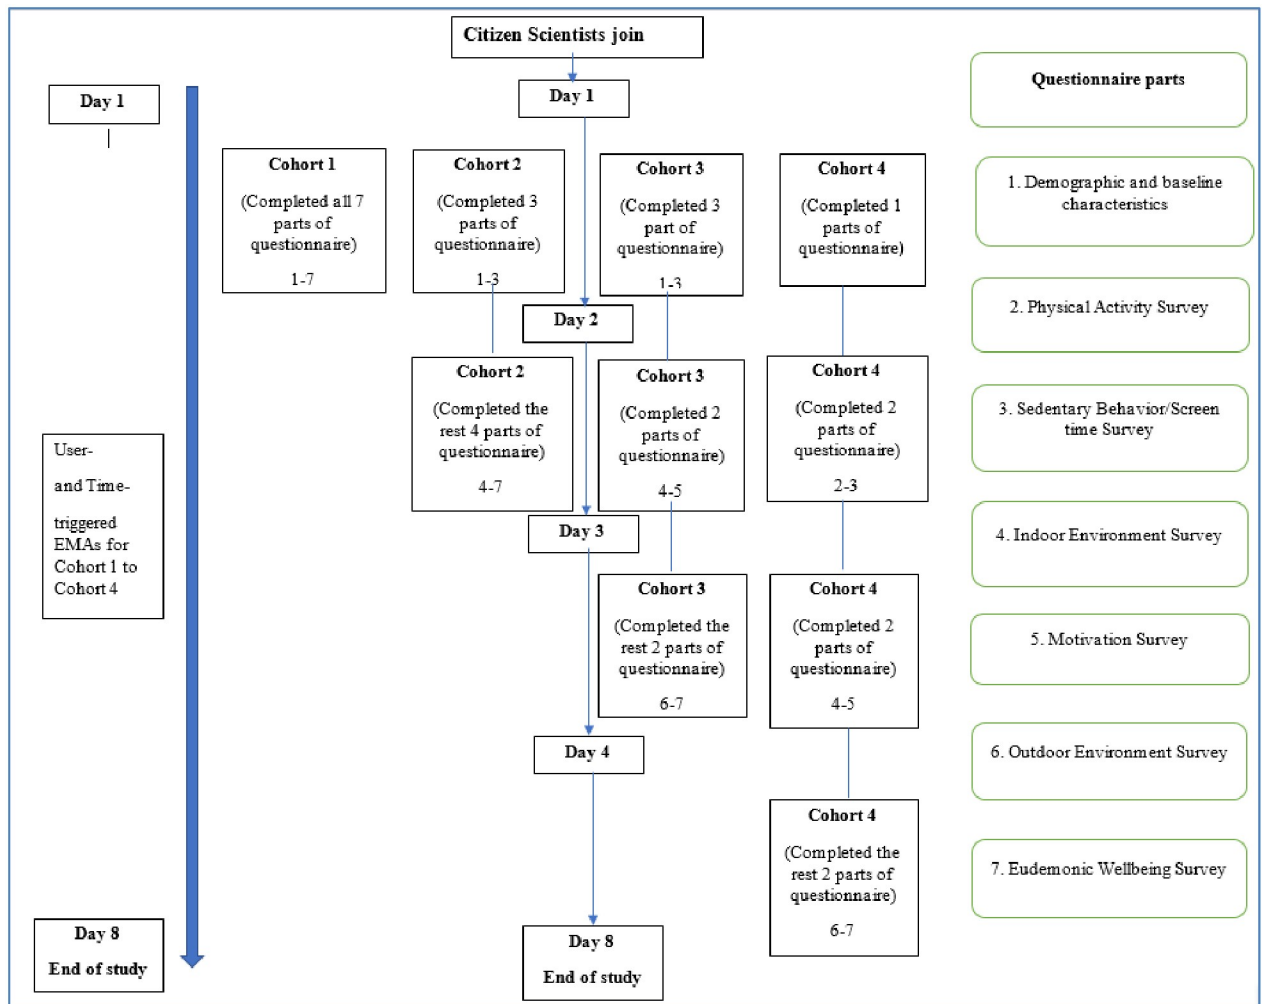 Citizen Scientists join
Day 1
Day 1
Questionnaire parts
Cohort 1
(Completed all 7
parts of
questionnaire)
1-7
Cohort 2
(Completed 3
parts of
questionnaire)
1-3
Cohort 3
(Completed 3
part of
questionnaire)
1-3
Cohort 4
(Completed 1
parts of
questionnaire)
1. Demographic and baseline
characteristics
Day 2
2. Physical Activity Survey
Cohort 2
(Completed the
rest 4 parts of
questionnaire)
4-7
Cohort 3
(Completed 2
parts of
questionnaire)
4-5
Cohort 4
(Completed 2
parts of
questionnaire)
2-3
3. Sedentary Behavior/Screen
time Survey
User-
and Time-
triggered
EMAs for
Cohort 1 to
Cohort 4
Day 3
4. Indoor Environment Survey
Cohort 3
(Completed the
rest 2 parts of
questionnaire)
6-7
Cohort 4
(Completed 2
parts of
questionnaire)
4-5
5. Motivation Survey
Day 4
6. Outdoor Environment Survey
Cohort 4
(Completed the
rest 2 parts of
questionnaire)
6-7
7. Eudemonic Wellbeing Survey
Day 8
End of study
Day 8
End of study